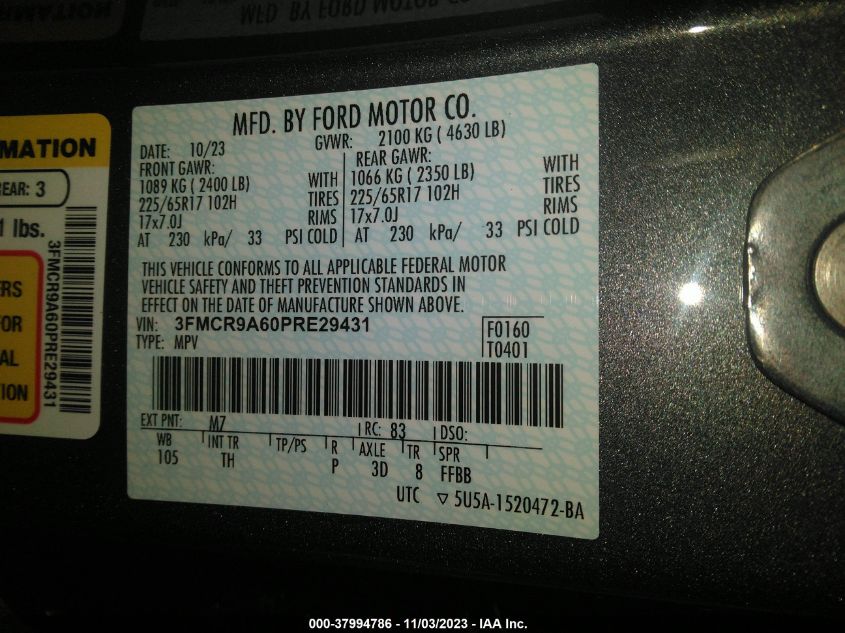 MFD. BY FORD MOTOR CO.
DATE: 10/23 GVWR: 2100 KG ( 4630 LB)
FRONT GAWR: REAR GAWR:
1089 KG ( 2400 LB) WITH 1066 KG ( 2350 LB) WITH
225/65R17 102H TIRES 225/65R17 102H TIRES
17x7.0J RIMS 17x7.0J RIMS
AT 230 kPa/ 33 PSI COLD AT 230 kPa/ 33 PSI COLD
THIS VEHICLE CONFORMS TO ALL APPLICABLE FEDERAL MOTOR
VEHICLE SAFETY AND THEFT PREVENTION STANDARDS IN
EFFECT ON THE DATE OF MANUFACTURE SHOWN ABOVE.
VIN: 3FMCR9A60PRE29431 F0160
TYPE: MPV T0401
EXT PNT: M7 RC: 83 DSO:
WB INT TR TP/PS R AXLE TR SPR
105 TH P 3D 8 FFBB
UTC ▽ 5U5A-1520472-BA
MATION
EAR: 3
1 lbs.
3FMCR9A60PRE29431
ERS
FOR
AL
TION
000-37994786 - 11/03/2023 - IAA Inc.